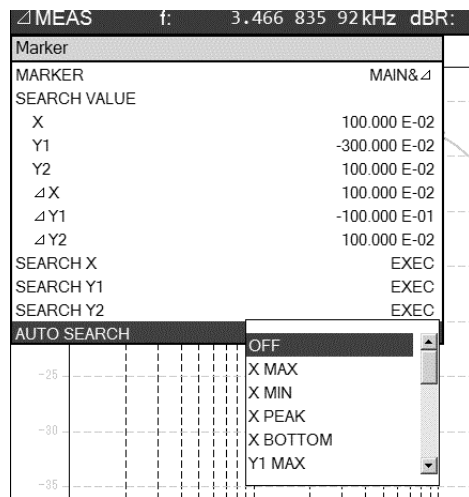 ⊿MEAS f: 3.466 835 92kHz dBR:
Marker
MARKER MAIN&⊿
SEARCH VALUE
X 100.000 E-02
Y1 -300.000 E-02
Y2 100.000 E-02
⊿X 100.000 E-02
⊿Y1 -100.000 E-01
⊿Y2 100.000 E-02
SEARCH X EXEC
SEARCH Y1 EXEC
SEARCH Y2 EXEC
AUTO SEARCH
OFF
X MAX
X MIN
X PEAK
X BOTTOM
Y1 MAX
-25
-30
-35